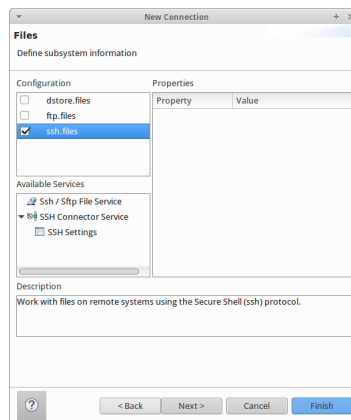 New Connection
Files
Define subsystem information
Configuration
dstore.files
ftp.files
ssh.files
Properties
Property Value
Available Services
Ssh / Sftp File Service
SSH Connector Service
SSH Settings
Description
Work with files on remote systems using the Secure Shell (ssh) protocol.
?
< Back Next > Cancel Finish